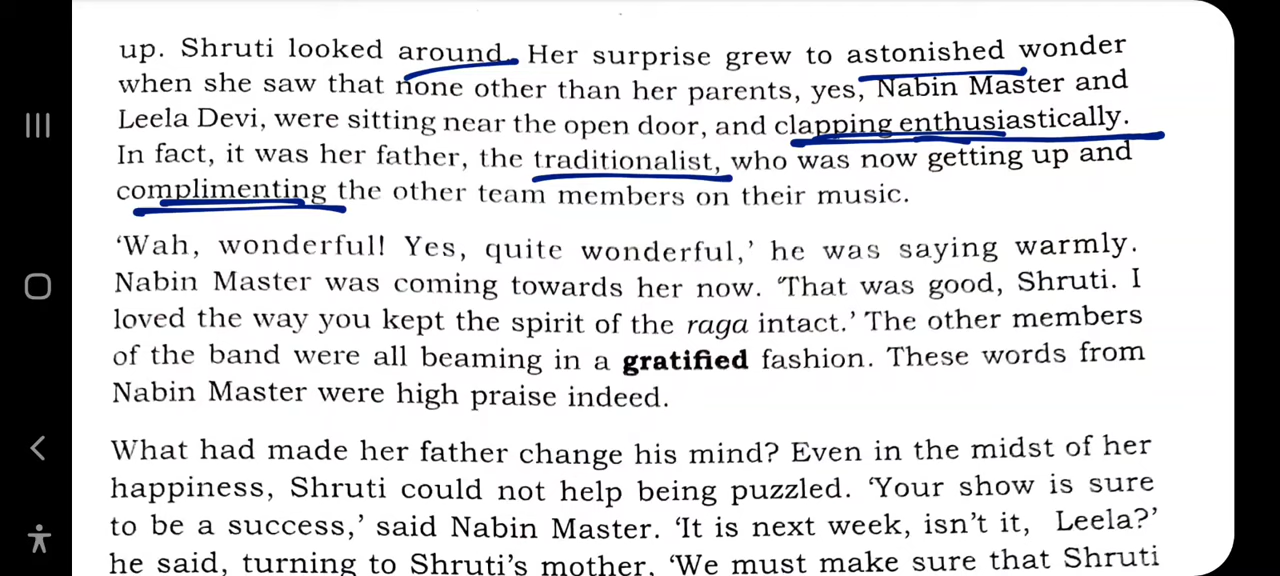 up. Shruti looked around. Her surprise grew to astonished wonder
when she saw that none other than her parents, yes, Nabin Master and
Leela Devi, were sitting near the open door, and clapping enthusiastically.
In fact, it was her father, the traditionalist, who was now getting up and
complimenting the other team members on their music.
‘Wah, wonderful! Yes, quite wonderful,’ he was saying warmly.
Nabin Master was coming towards her now. ‘That was good, Shruti. I
loved the way you kept the spirit of the raga intact.’ The other members
of the band were all beaming in a gratified fashion. These words from
Nabin Master were high praise indeed.
What had made her father change his mind? Even in the midst of her
happiness, Shruti could not help being puzzled. ‘Your show is sure
to be a success,’ said Nabin Master. ‘It is next week, isn’t it, Leela?’
he said, turning to Shruti’s mother. ‘We must make sure that Shruti